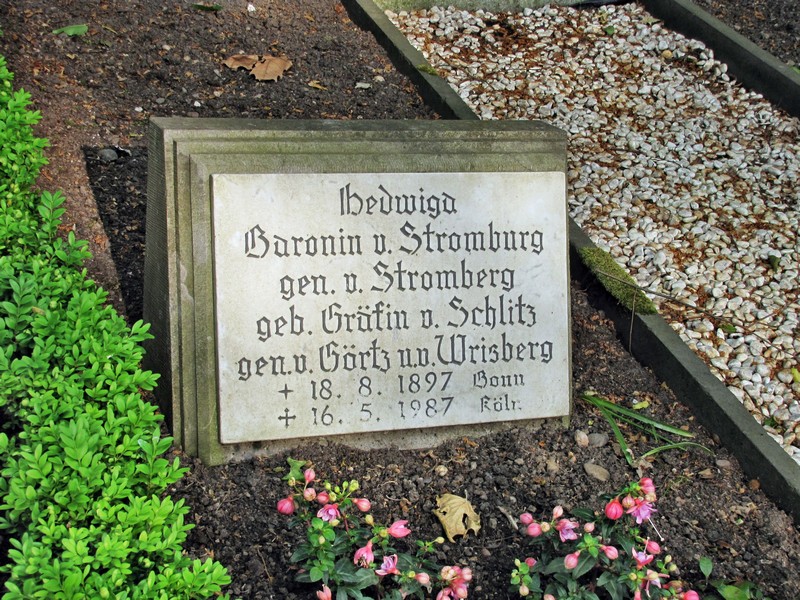 Hedwiga
Baronin v. Stromburg
gen. v. Stromberg
geb. Gräfin v. Schlitz
gen. v. Görtz u.v. Wrisberg
+ 18. 8. 1897 Bonn
+ 16. 5. 1987 Köln